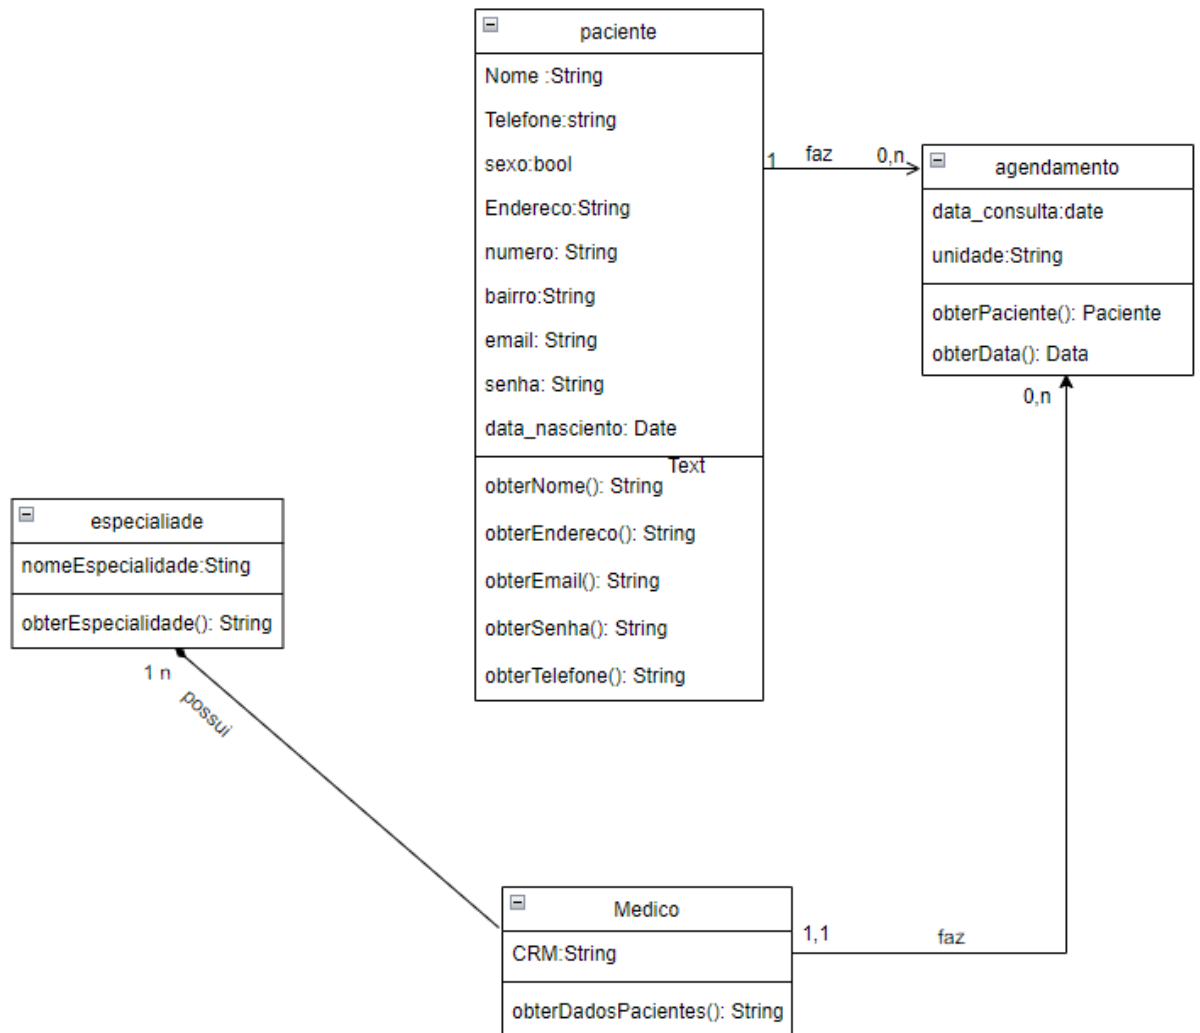 paciente
Nome :String
Telefone:string
sexo:bool
Endereco:String
numero: String
bairro:String
email: String
senha: String
data_nasciento: Date
Text
obterNome(): String
obterEndereco(): String
obterEmail(): String
obterSenha(): String
obterTelefone(): String
1
faz
0,n
agendamento
data_consulta:date
unidade:String
obterPaciente(): Paciente
obterData(): Data
0,n
especialiade
nomeEspecialidade:Sting
obterEspecialidade(): String
1 n
possui
Medico
CRM:String
obterDadosPacientes(): String
1,1
faz